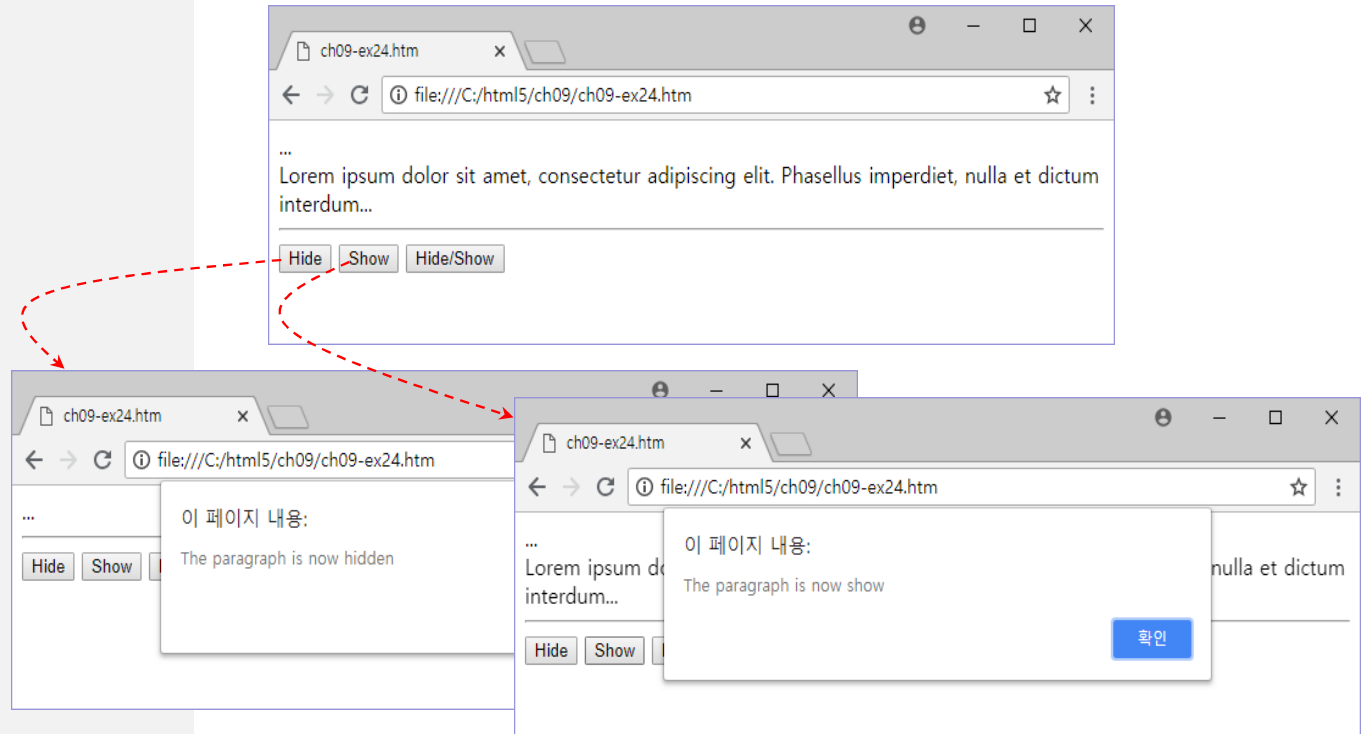 ch09-ex24.htm
file:///C:/html5/ch09/ch09-ex24.htm
...
Lorem ipsum dolor sit amet, consectetur adipiscing elit. Phasellus imperdiet, nulla et dictum
interdum...
Hide Show Hide/Show
ch09-ex24.htm
file:///C:/html5/ch09/ch09-ex24.htm
...
이 페이지 내용:
The paragraph is now hidden
Hide Show
ch09-ex24.htm
file:///C:/html5/ch09/ch09-ex24.htm
...
이 페이지 내용:
Lorem ipsum do nulla et dictum
The paragraph is now show
interdum...
확인
Hide Show